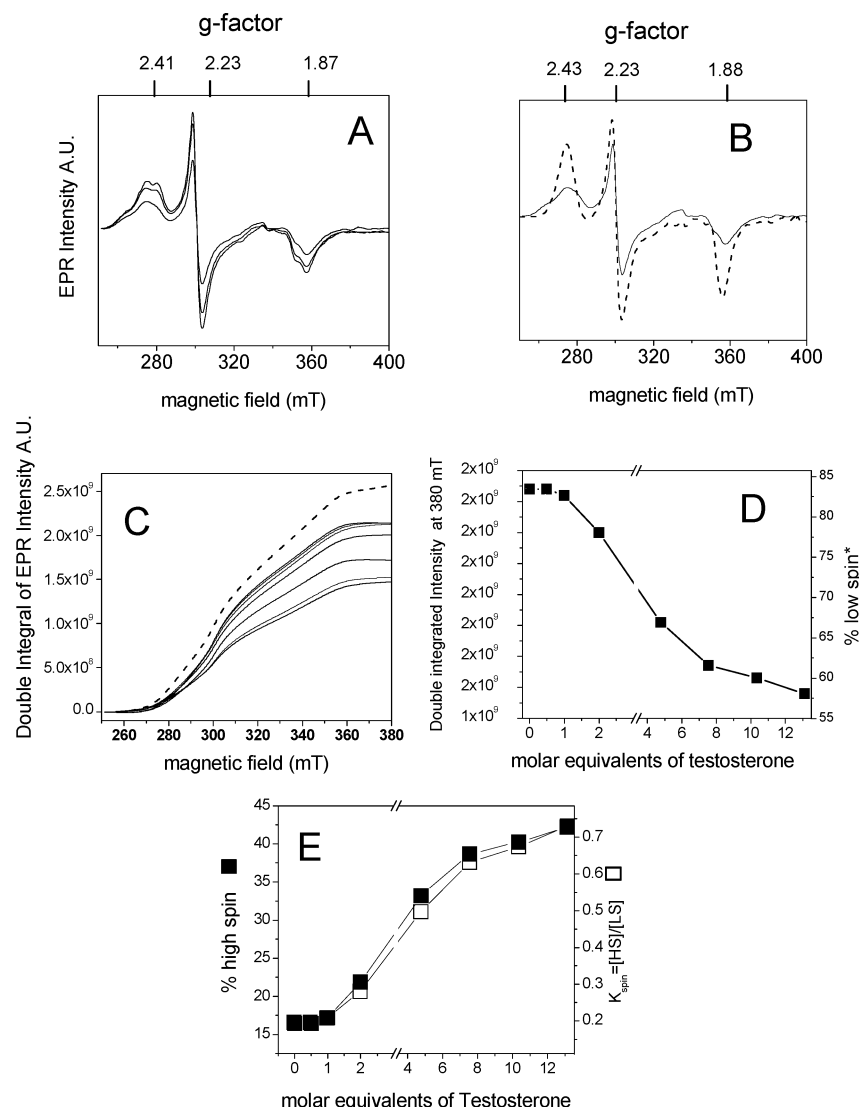 g-factor
2.41 2.23 1.87
A
EPR Intensity A.U.
280 320 360 400
magnetic field (mT)
g-factor
2.43 2.23 1.88
B
280 320 360 400
magnetic field (mT)
C
Double Integral of EPR Intensity A.U.
2.5x10⁹
2.0x10⁹
1.5x10⁹
1.0x10⁹
5.0x10⁸
0.0
260 280 300 320 340 360 380
magnetic field (mT)
D
Double integrated Intensity at 380 mT
2x10⁹
2x10⁹
2x10⁹
2x10⁹
2x10⁹
2x10⁹
2x10⁹
2x10⁹
1x10⁹
85
80
75
70
65
60
55
% low spin*
0 1 2 4 6 8 10 12
molar equivalents of testosterone
E
% high spin
45
40
35
30
25
20
15
0.7
0.6
0.5
0.4
0.3
0.2
K_spin=[HS]/[LS]
0 1 2 4 6 8 10 12
molar equivalents of Testosterone